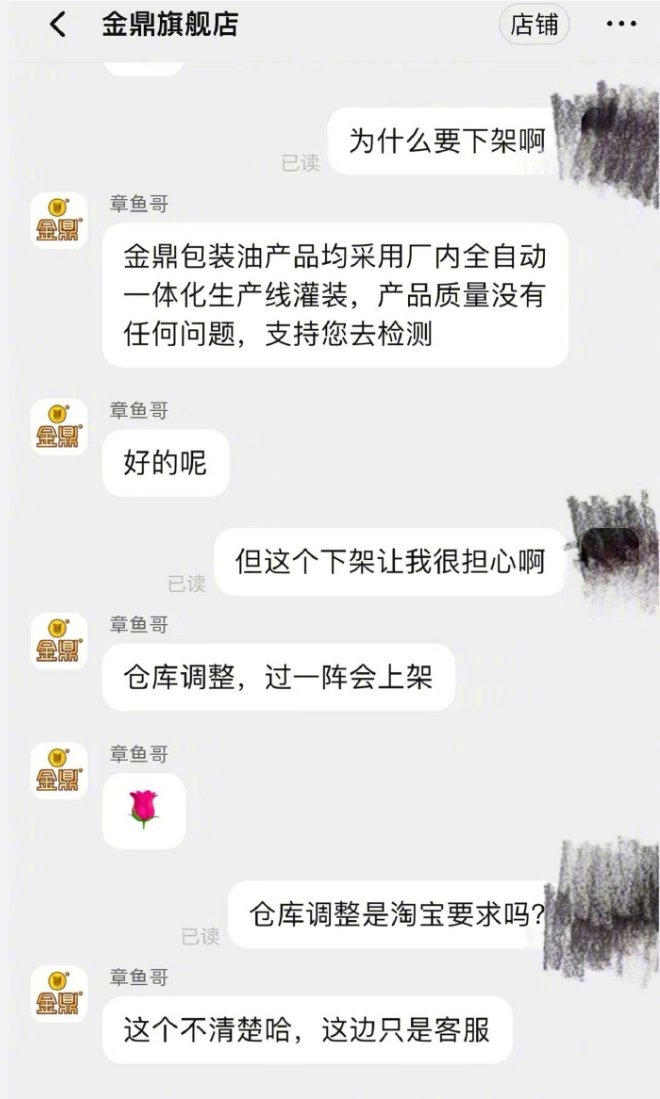 金鼎旗舰店
店铺
为什么要下架啊
已读
章鱼哥
金鼎
金鼎包装油产品均采用厂内全自动
一体化生产线灌装，产品质量没有
任何问题，支持您去检测
章鱼哥
金鼎
好的呢
但这个下架让我很担心啊
已读
章鱼哥
金鼎
仓库调整，过一阵会上架
章鱼哥
金鼎
仓库调整是淘宝要求吗?
已读
章鱼哥
金鼎
这个不清楚哈，这边只是客服